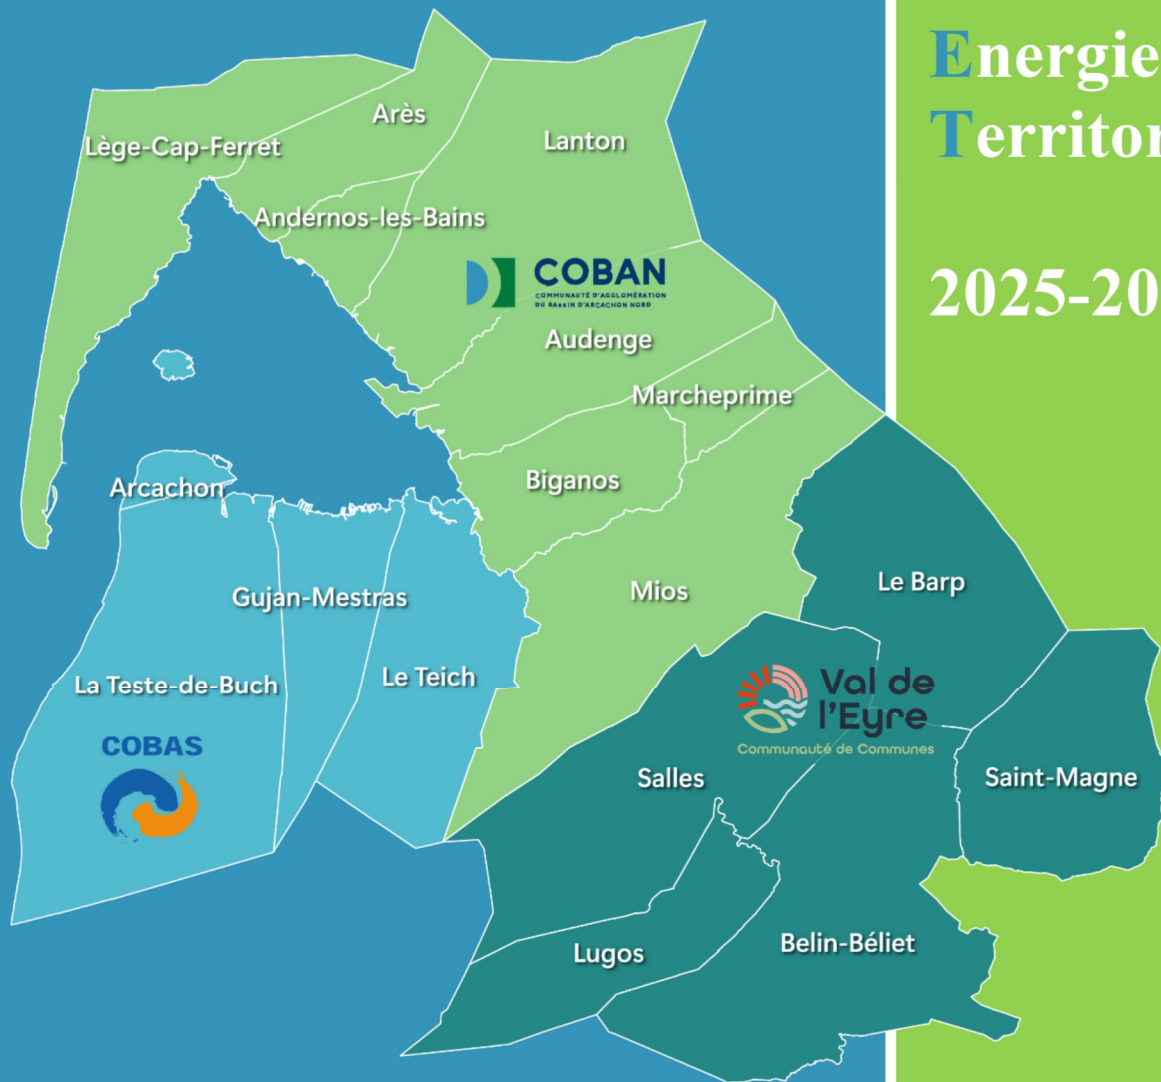 Energie
Territor
2025-20
Lège-Cap-Ferret
Arès
Lanton
Andernos-les-Bains
COBAN
COMMUNAUTÉ D'AGGLOMÉRATION
DU BASSIN D'ARCACHON NORD
Audenge
Marcheprime
Biganos
Arcachon
Mios
Le Barp
Gujan-Mestras
La Teste-de-Buch
Le Teich
COBAS
Val de
l'Eyre
Communauté de Communes
Salles
Saint-Magne
Lugos
Belin-Béliet